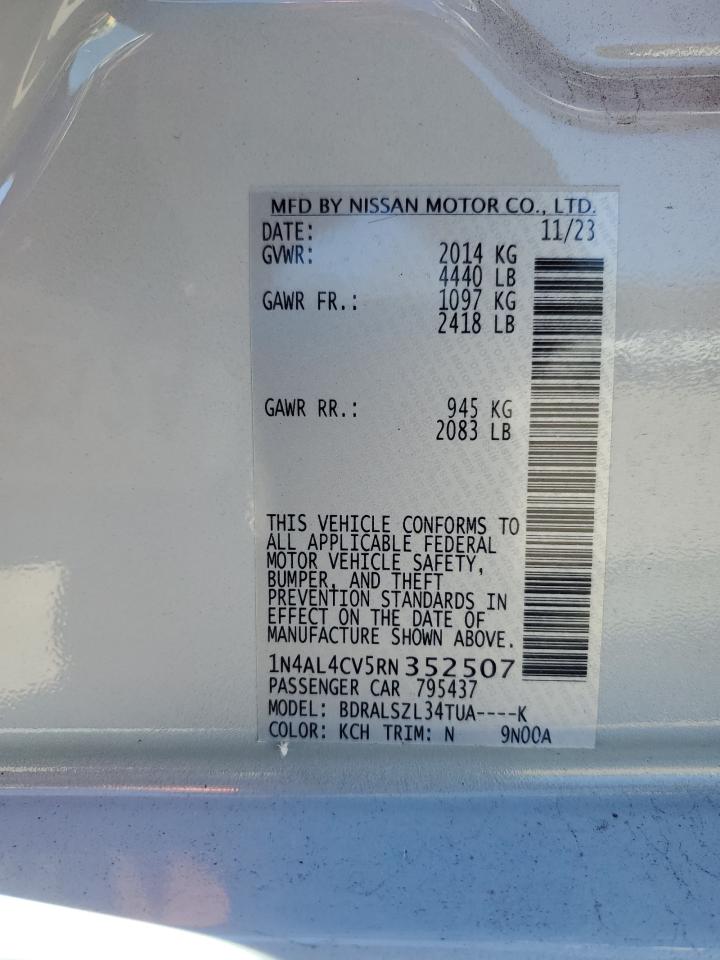 MFD BY NISSAN MOTOR CO., LTD.
DATE: 11/23
GVWR: 2014 KG
4440 LB
GAWR FR.: 1097 KG
2418 LB
GAWR RR.: 945 KG
2083 LB
THIS VEHICLE CONFORMS TO
ALL APPLICABLE FEDERAL
MOTOR VEHICLE SAFETY,
BUMPER, AND THEFT
PREVENTION STANDARDS IN
EFFECT ON THE DATE OF
MANUFACTURE SHOWN ABOVE.
1N4AL4CV5RN352507
PASSENGER CAR 795437
MODEL: BDRALSZL34TUA----K
COLOR: KCH TRIM: N 9N00A